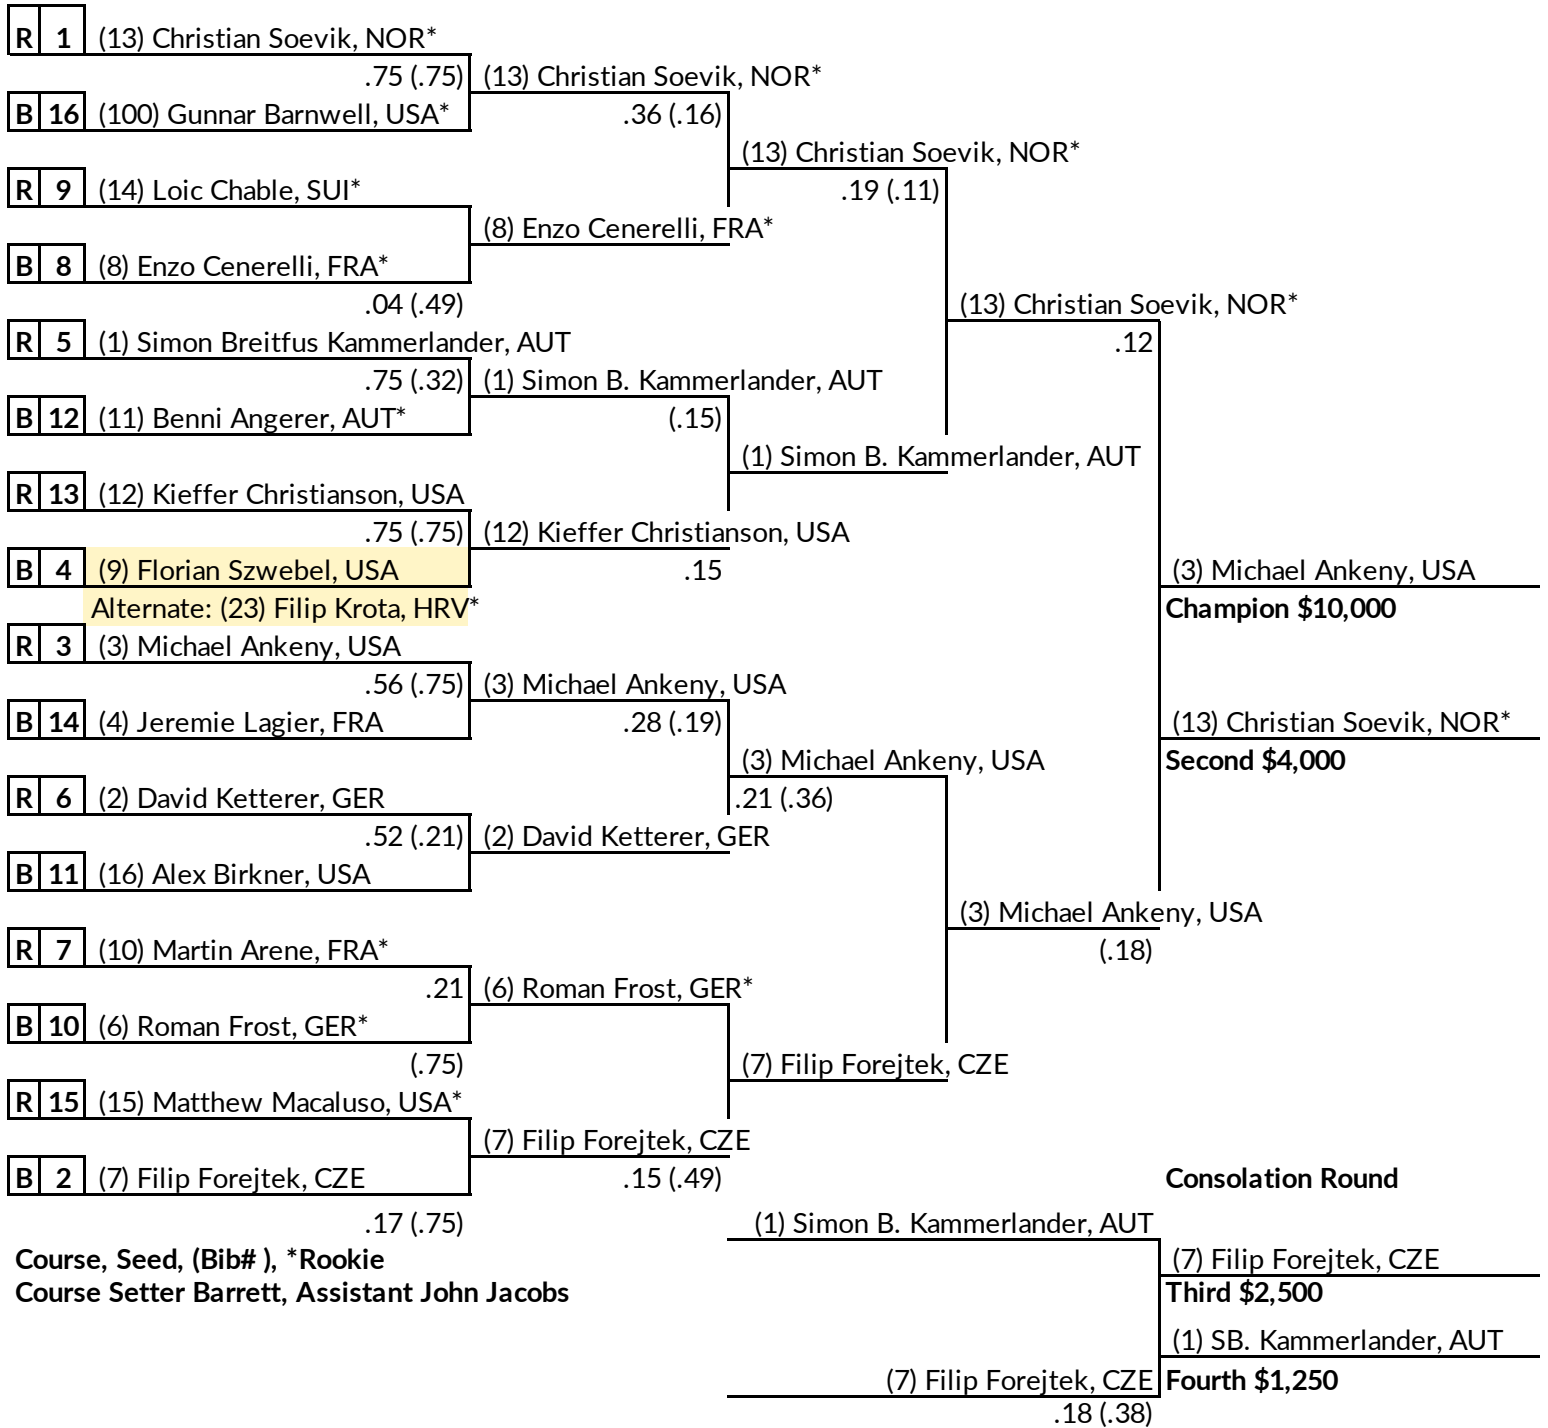 R 1 (13) Christian Soevik, NOR*
.75 (.75) (13) Christian Soevik, NOR*
B 16 (100) Gunnar Barnwell, USA* .36 (.16)
(13) Christian Soevik, NOR*
R 9 (14) Loic Chable, SUI* .19 (.11)
(8) Enzo Cenerelli, FRA*
B 8 (8) Enzo Cenerelli, FRA*
.04 (.49) (13) Christian Soevik, NOR*
R 5 (1) Simon Breitfus Kammerlander, AUT .12
.75 (.32) (1) Simon B. Kammerlander, AUT
B 12 (11) Benni Angerer, AUT* (.15)
(1) Simon B. Kammerlander, AUT
R 13 (12) Kieffer Christianson, USA
.75 (.75) (12) Kieffer Christianson, USA
B 4 (9) Florian Szwebel, USA .15 (3) Michael Ankeny, USA
Alternate: (23) Filip Krota, HRV* Champion $10,000
R 3 (3) Michael Ankeny, USA
.56 (.75) (3) Michael Ankeny, USA
B 14 (4) Jeremie Lagier, FRA .28 (.19) (13) Christian Soevik, NOR*
(3) Michael Ankeny, USA Second $4,000
R 6 (2) David Ketterer, GER .21 (.36)
.52 (.21) (2) David Ketterer, GER
B 11 (16) Alex Birkner, USA
(3) Michael Ankeny, USA
R 7 (10) Martin Arene, FRA* (.18)
.21 (6) Roman Frost, GER*
B 10 (6) Roman Frost, GER*
(.75) (7) Filip Forejtek, CZE
R 15 (15) Matthew Macaluso, USA*
(7) Filip Forejtek, CZE
B 2 (7) Filip Forejtek, CZE .15 (.49) Consolation Round
.17 (.75) (1) Simon B. Kammerlander, AUT
Course, Seed, (Bib# ), *Rookie (7) Filip Forejtek, CZE
Course Setter Barrett, Assistant John Jacobs Third $2,500
(1) SB. Kammerlander, AUT
(7) Filip Forejtek, CZE Fourth $1,250
.18 (.38)